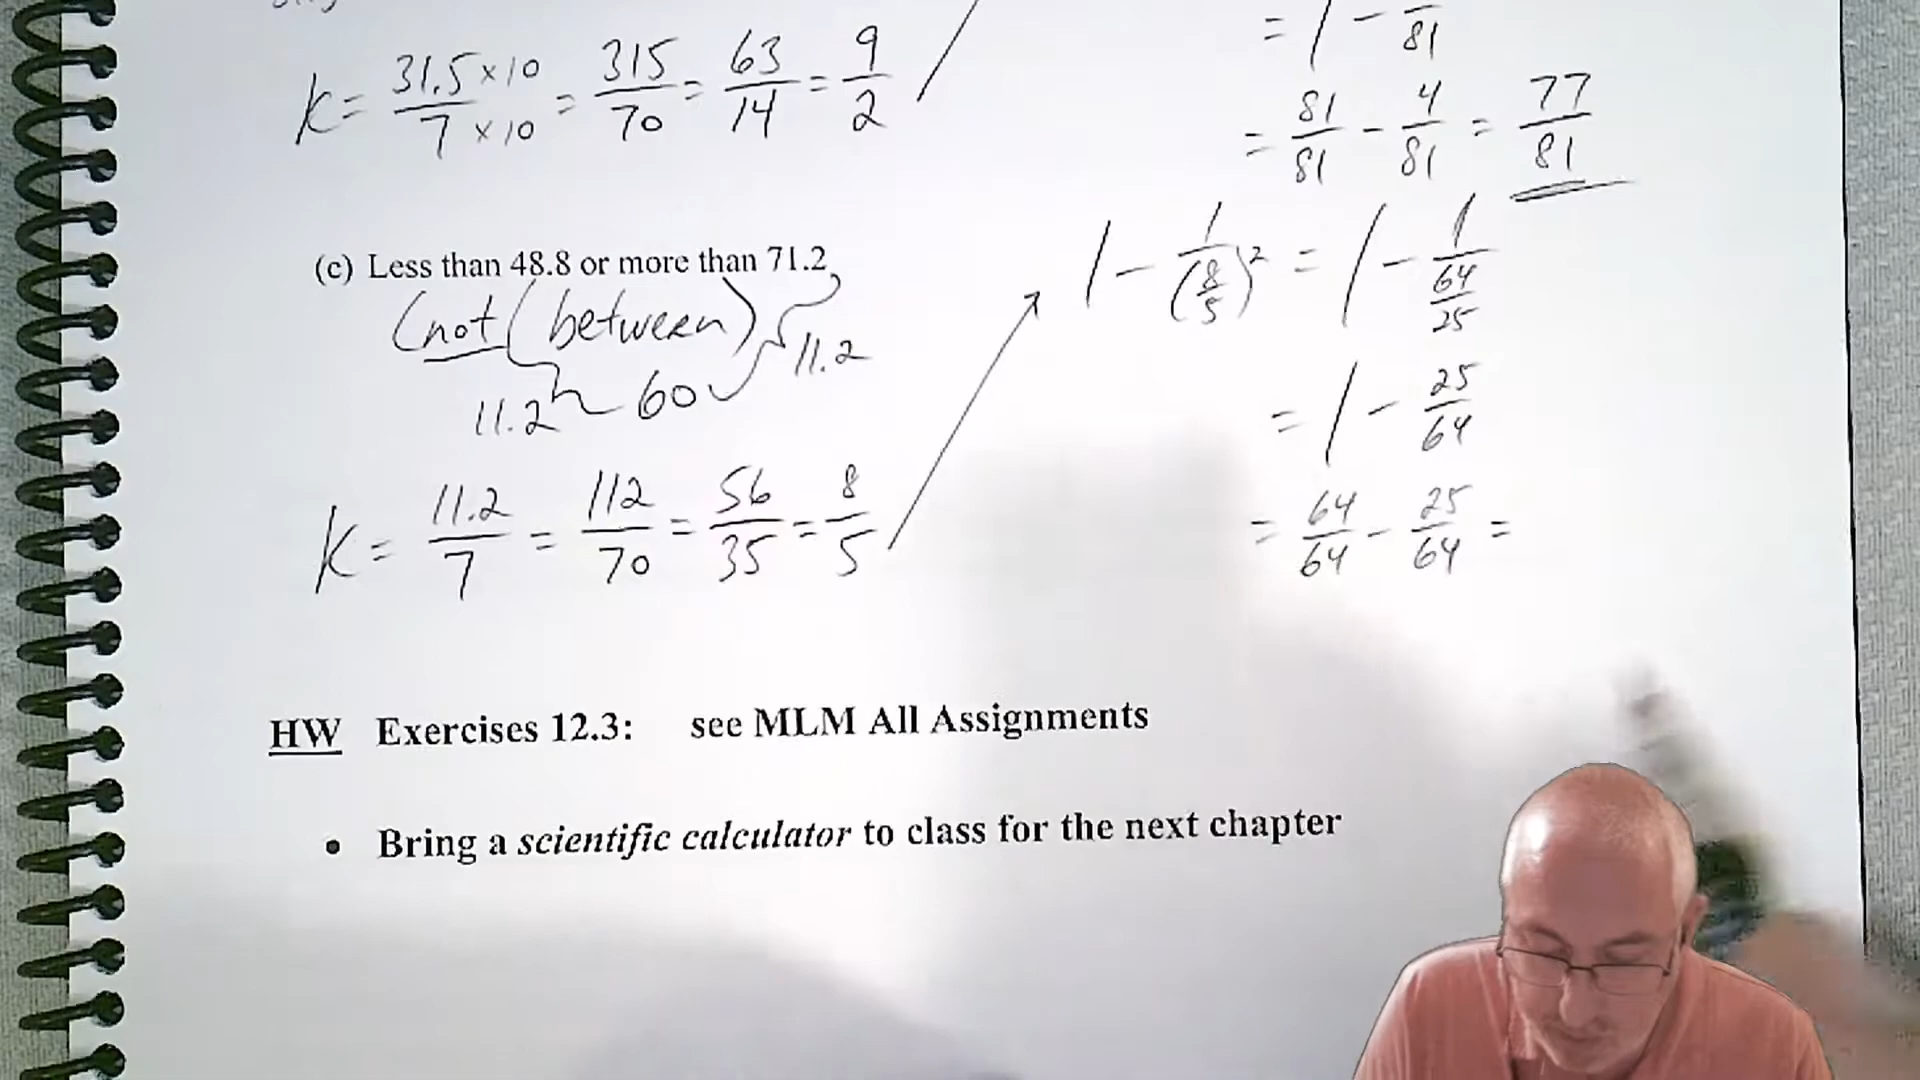 K = 31.5 × 10 / 7 × 10 = 315/70 = 63/14 = 9/2
= 1 - /81
= 81/81 - 4/81 = 77/81
(c) Less than 48.8 or more than 71.2
(not (between)
11.2 60 11.2
K = 11.2/7 = 112/70 = 56/35 = 8/5
1 - 1/(8/5)² = 1 - 1/(64/25)
= 1 - 25/64
= 64/64 - 25/64 =
HW Exercises 12.3: see MLM All Assignments
• Bring a scientific calculator to class for the next chapter